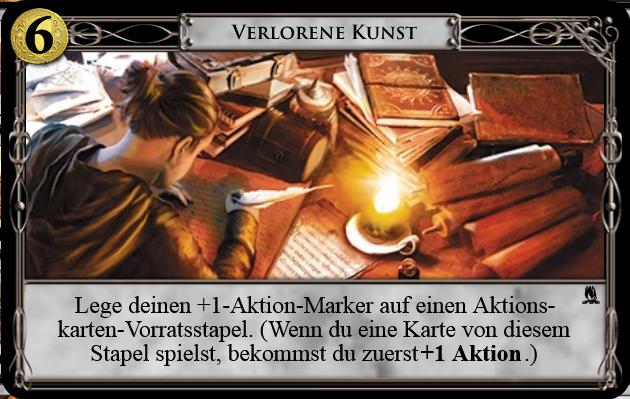 6
VERLORENE KUNST
Lege deinen +1-Aktion-Marker auf einen Aktions-
karten-Vorratsstapel. (Wenn du eine Karte von diesem
Stapel spielst, bekommst du zuerst +1 Aktion.)